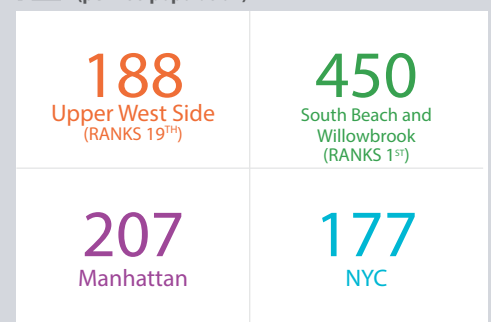 188
Upper West Side
(RANKS 19TH)
450
South Beach and
Willowbrook
(RANKS 1ST)
207
Manhattan
177
NYC